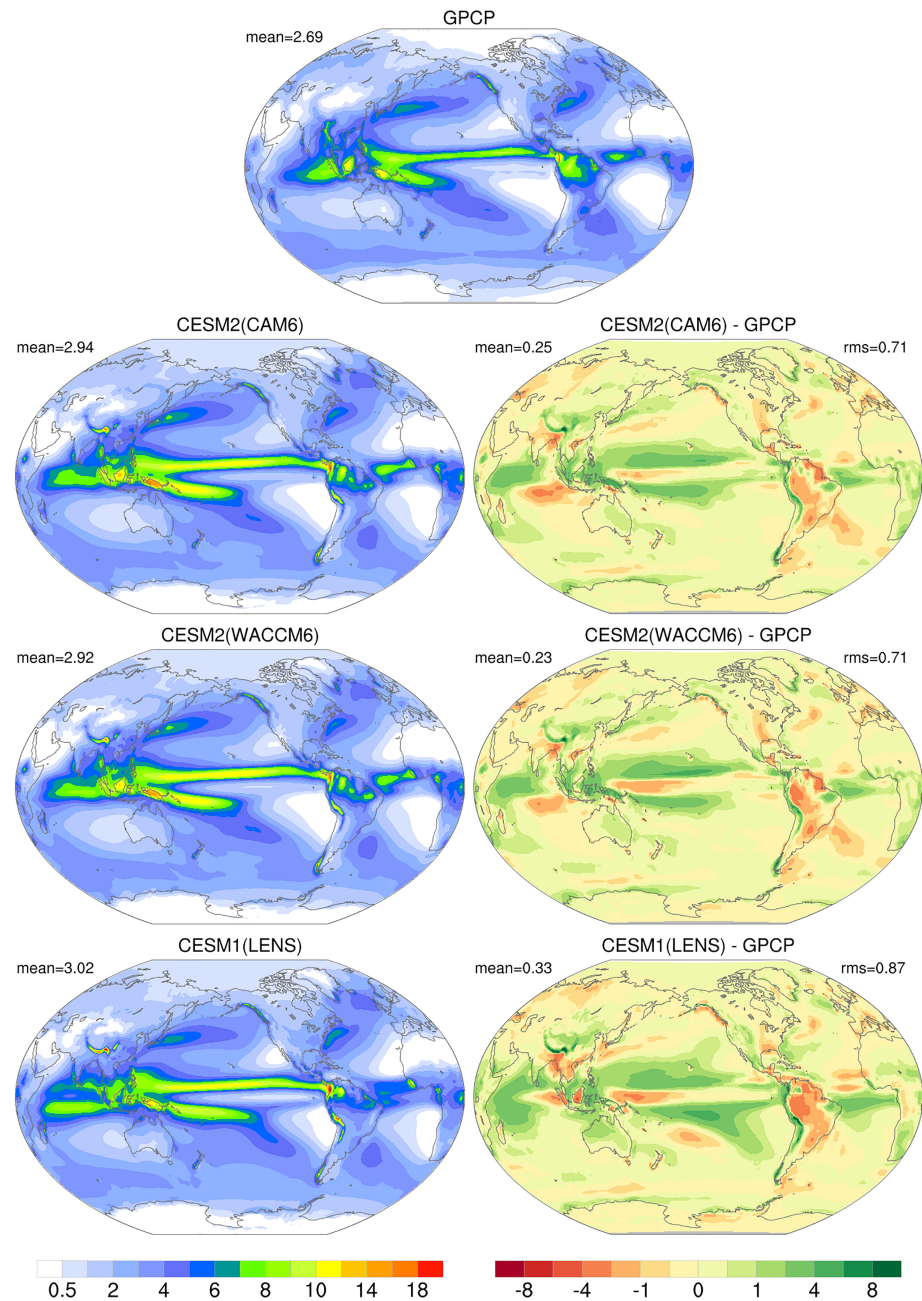 GPCP
mean=2.69
CESM2(CAM6)
mean=2.94
CESM2(CAM6) - GPCP
mean=0.25 rms=0.71
CESM2(WACCM6)
mean=2.92
CESM2(WACCM6) - GPCP
mean=0.23 rms=0.71
CESM1(LENS)
mean=3.02
CESM1(LENS) - GPCP
mean=0.33 rms=0.87
0.5 2 4 6 8 10 14 18
-8 -4 -1 0 1 4 8